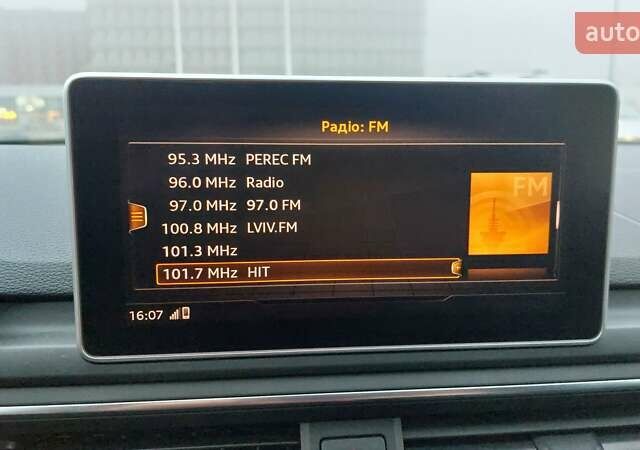 auto
Радіо: FM
95.3 MHz PEREC FM
96.0 MHz Radio
97.0 MHz 97.0 FM
100.8 MHz LVIV.FM
101.3 MHz
101.7 MHz HIT
FM
16:07